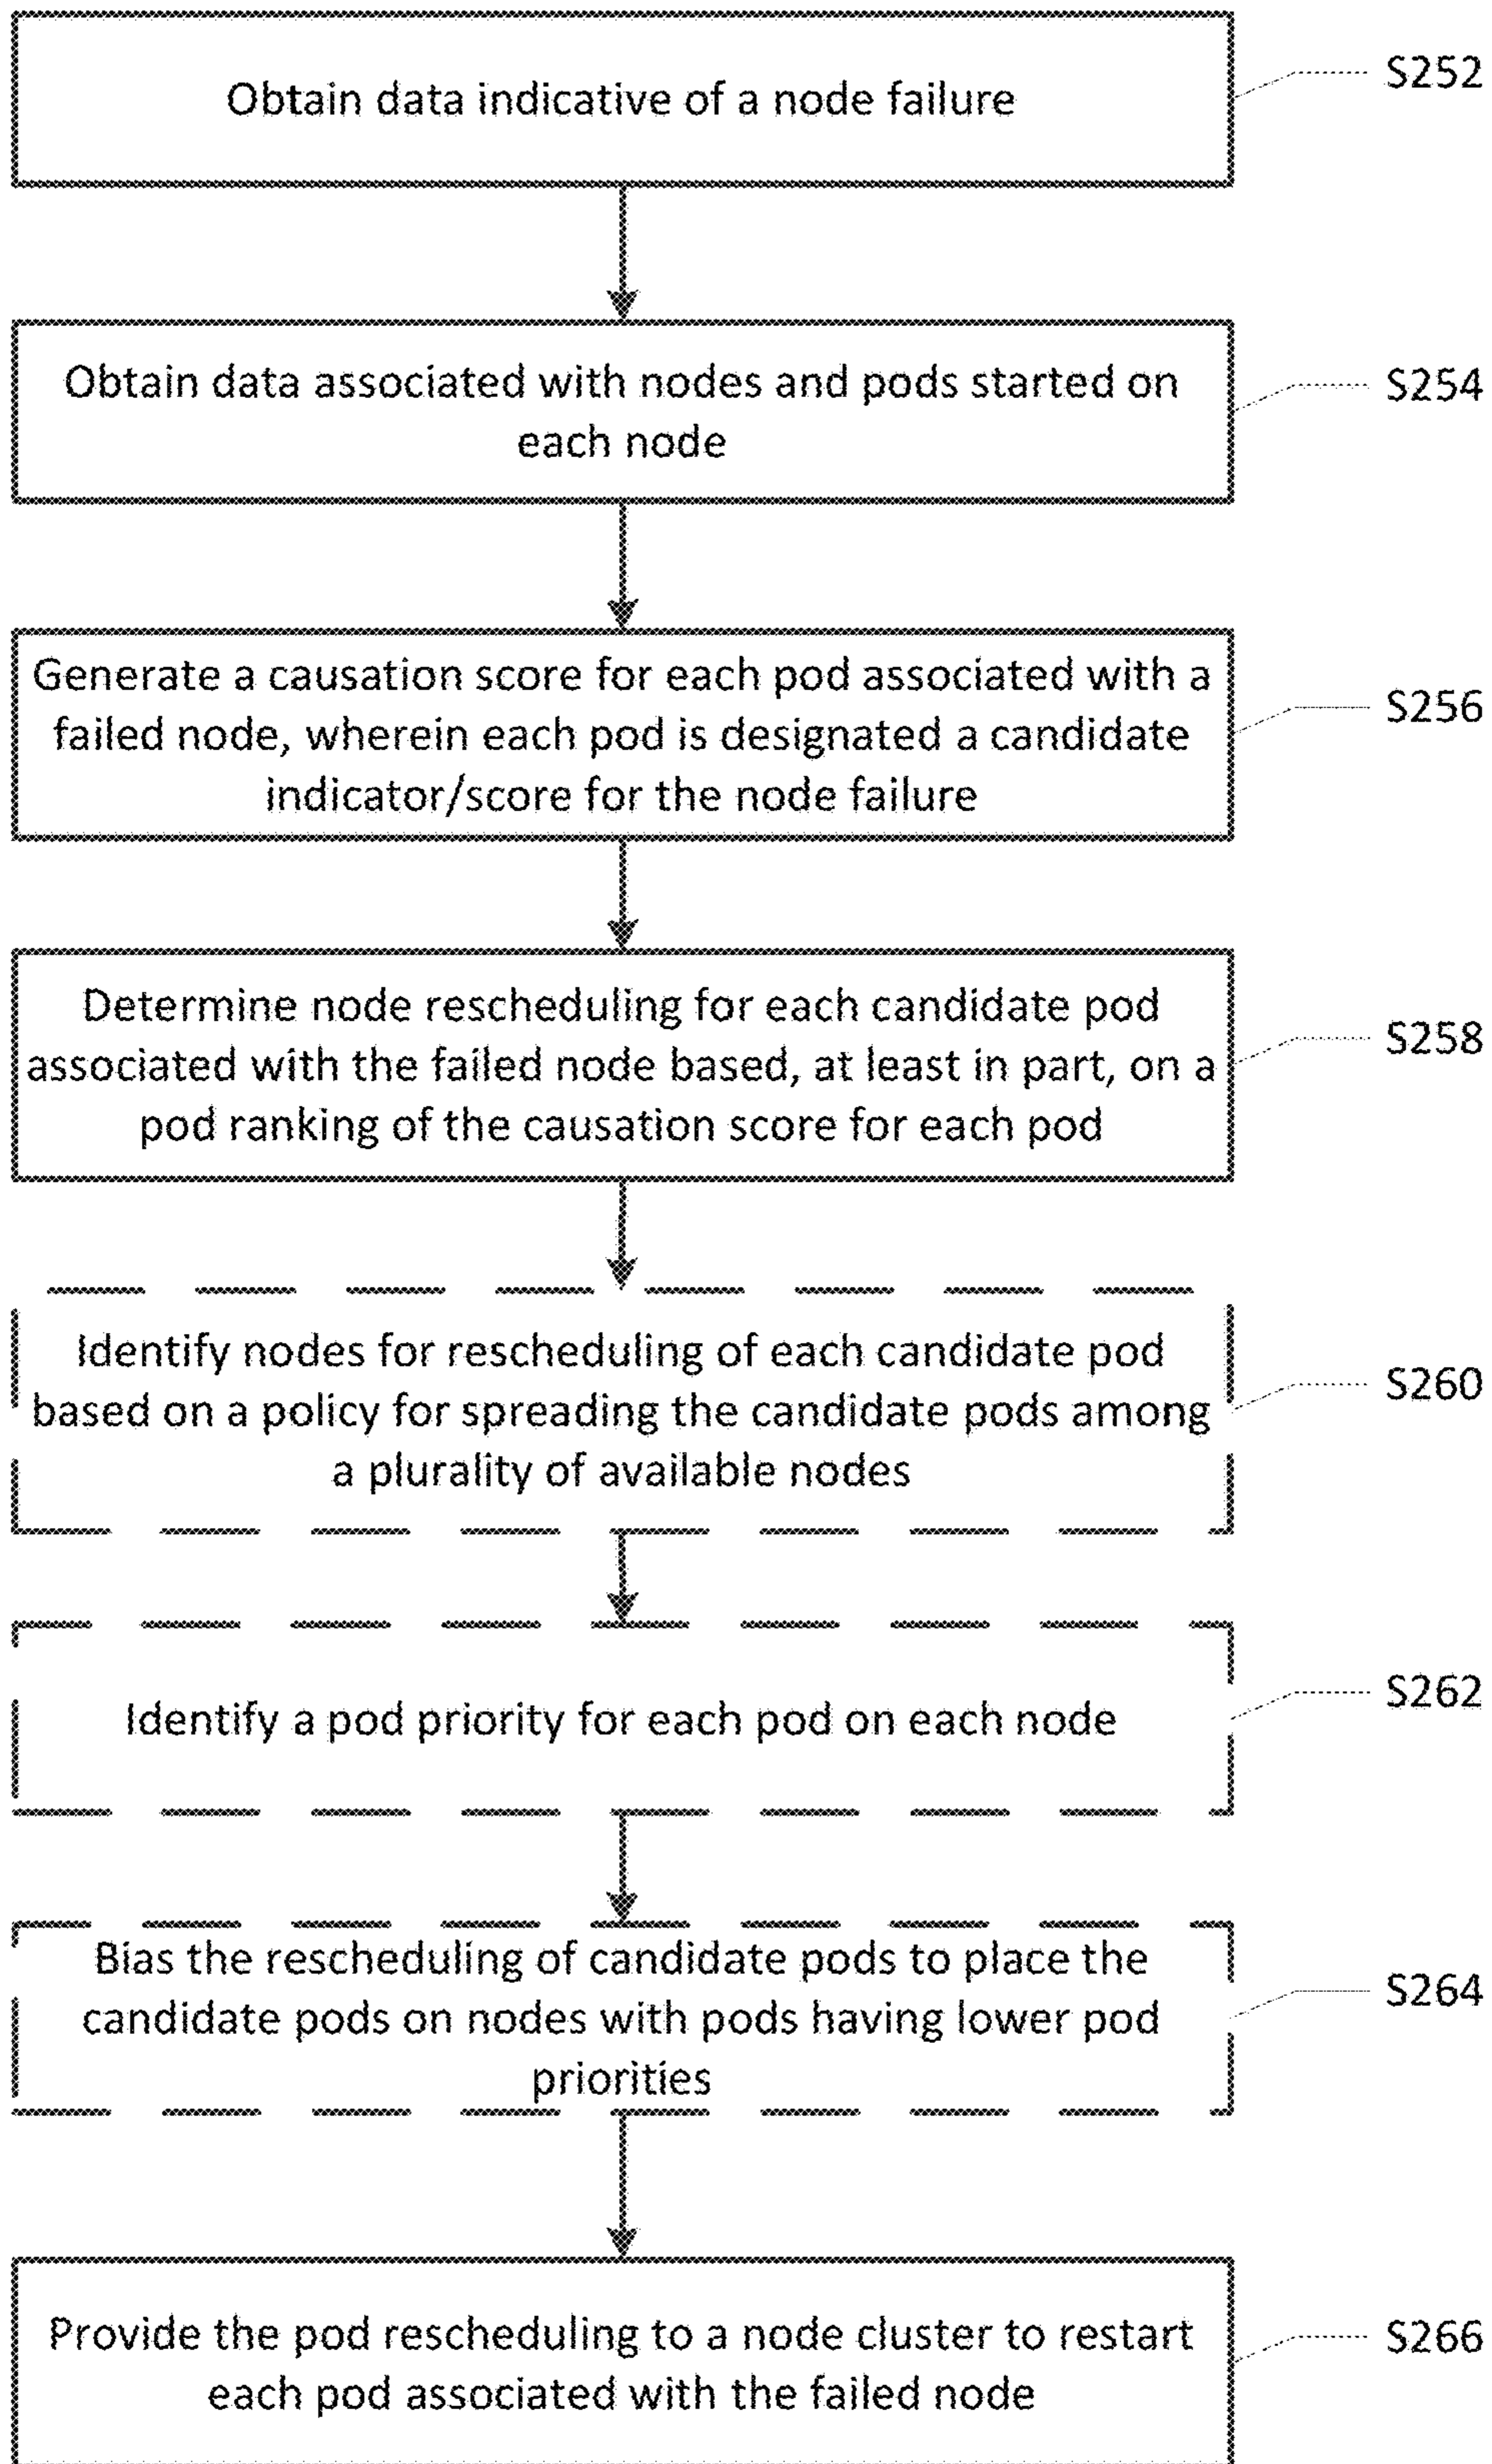 Obtain data indicative of a node failure
S252
Obtain data associated with nodes and pods started on
each node
S254
Generate a causation score for each pod associated with a
failed node, wherein each pod is designated a candidate
indicator/score for the node failure
S256
Determine node rescheduling for each candidate pod
associated with the failed node based, at least in part, on a
pod ranking of the causation score for each pod
S258
Identify nodes for rescheduling of each candidate pod
based on a policy for spreading the candidate pods among
a plurality of available nodes
S260
Identify a pod priority for each pod on each node
S262
Bias the rescheduling of candidate pods to place the
candidate pods on nodes with pods having lower pod
priorities
S264
Provide the pod rescheduling to a node cluster to restart
each pod associated with the failed node
S266